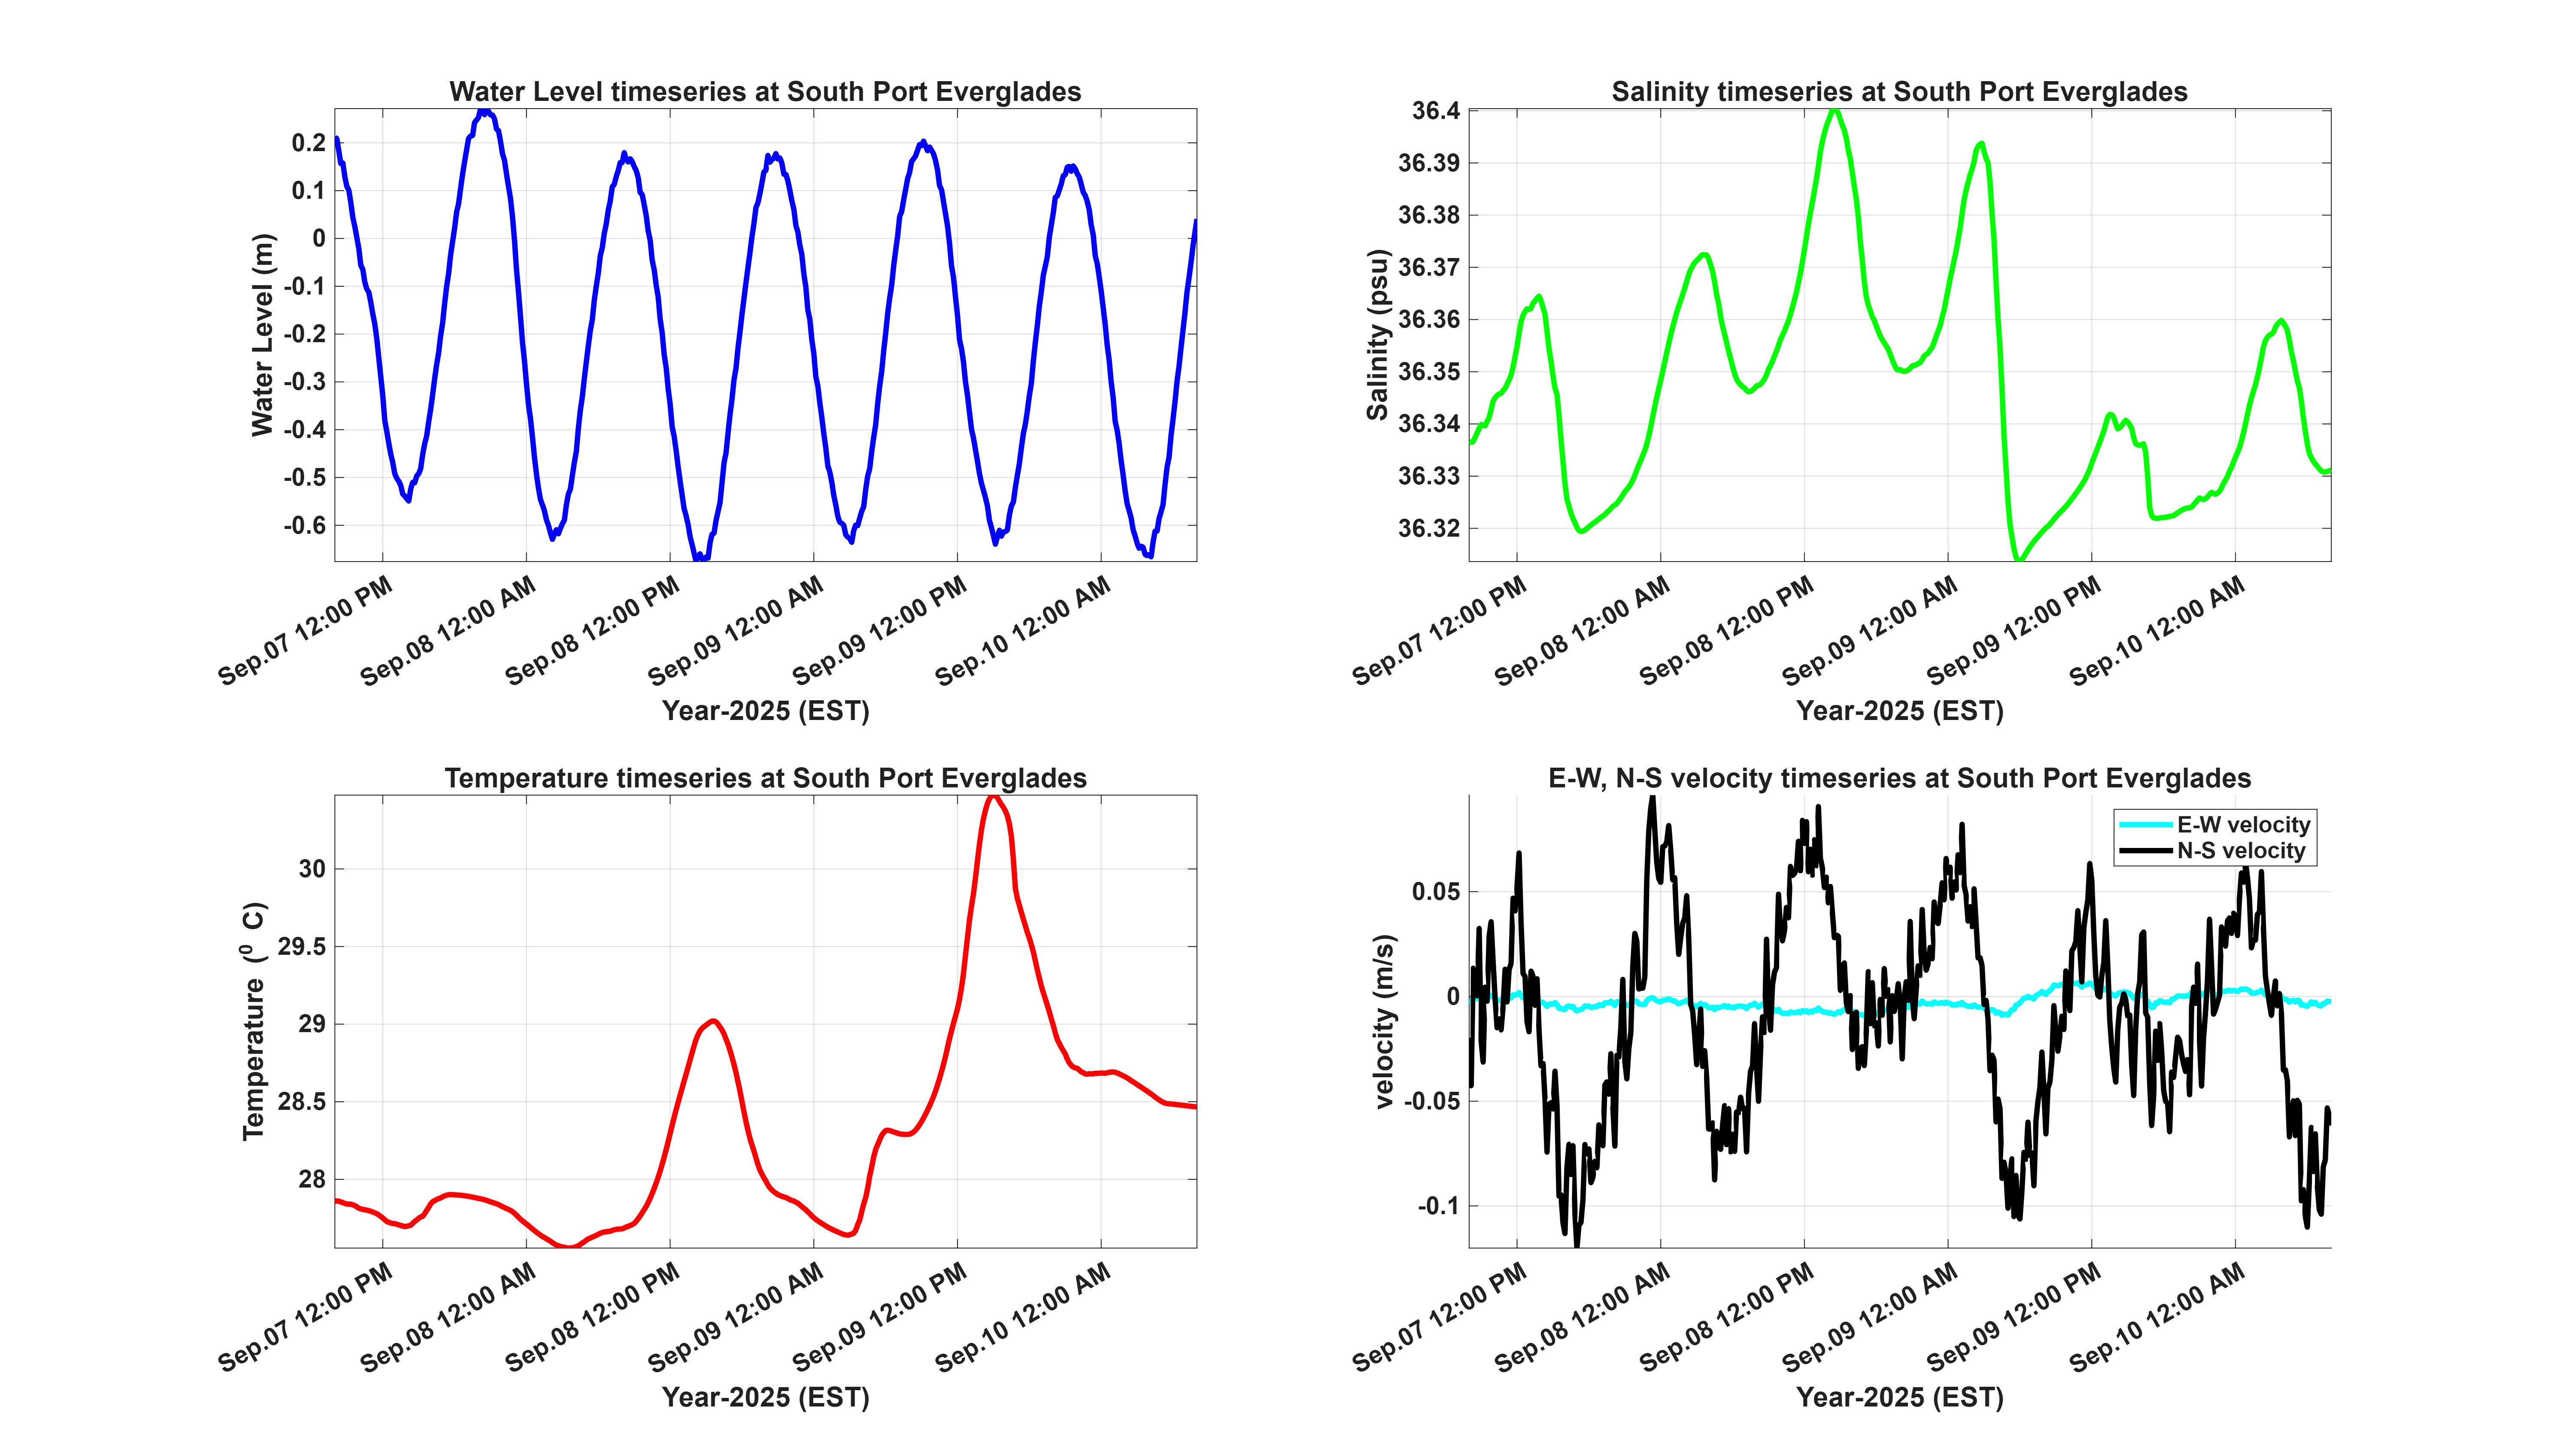 Water Level timeseries at South Port Everglades
Water Level (m)
0.2
0.1
0
-0.1
-0.2
-0.3
-0.4
-0.5
-0.6
Sep.07 12:00 PM
Sep.08 12:00 AM
Sep.08 12:00 PM
Sep.09 12:00 AM
Sep.09 12:00 PM
Sep.10 12:00 AM
Year-2025 (EST)
Salinity timeseries at South Port Everglades
Salinity (psu)
36.4
36.39
36.38
36.37
36.36
36.35
36.34
36.33
36.32
Sep.07 12:00 PM
Sep.08 12:00 AM
Sep.08 12:00 PM
Sep.09 12:00 AM
Sep.09 12:00 PM
Sep.10 12:00 AM
Year-2025 (EST)
Temperature timeseries at South Port Everglades
Temperature (⁰ C)
30
29.5
29
28.5
28
Sep.07 12:00 PM
Sep.08 12:00 AM
Sep.08 12:00 PM
Sep.09 12:00 AM
Sep.09 12:00 PM
Sep.10 12:00 AM
Year-2025 (EST)
E-W, N-S velocity timeseries at South Port Everglades
E-W velocity
N-S velocity
velocity (m/s)
0.05
0
-0.05
-0.1
Sep.07 12:00 PM
Sep.08 12:00 AM
Sep.08 12:00 PM
Sep.09 12:00 AM
Sep.09 12:00 PM
Sep.10 12:00 AM
Year-2025 (EST)